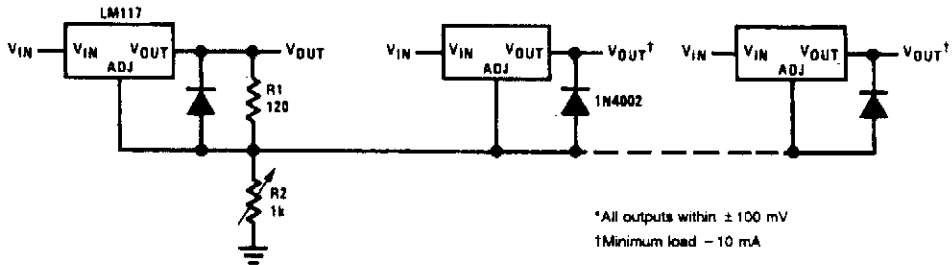 LM117
VIN VIN VOUT VOUT
ADJ
R1
120
R2
1k
VIN VIN VOUT VOUT†
ADJ
1N4002
VIN VIN VOUT VOUT†
ADJ
*All outputs within ±100 mV
†Minimum load – 10 mA